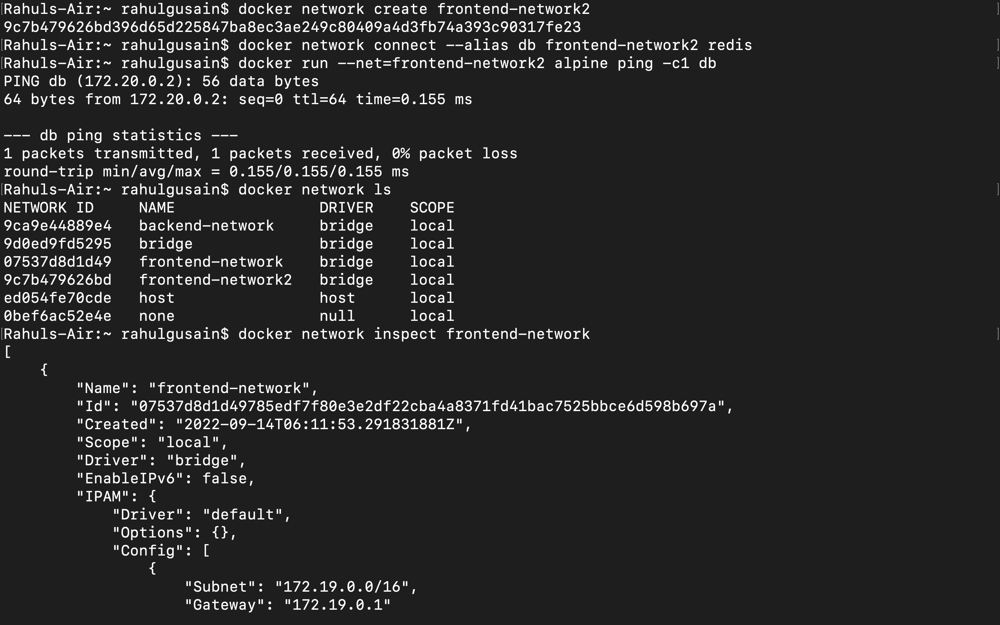 Rahuls-Air:~ rahulgusain$ docker network create frontend-network2
9c7b479626bd396d65d225847ba8ec3ae249c80409a4d3fb74a393c90317fe23
Rahuls-Air:~ rahulgusain$ docker network connect --alias db frontend-network2 redis
Rahuls-Air:~ rahulgusain$ docker run --net=frontend-network2 alpine ping -c1 db
PING db (172.20.0.2): 56 data bytes
64 bytes from 172.20.0.2: seq=0 ttl=64 time=0.155 ms

--- db ping statistics ---
1 packets transmitted, 1 packets received, 0% packet loss
round-trip min/avg/max = 0.155/0.155/0.155 ms
Rahuls-Air:~ rahulgusain$ docker network ls
NETWORK ID     NAME                DRIVER    SCOPE
9ca9e44889e4   backend-network     bridge    local
9d0ed9fd5295   bridge              bridge    local
07537d8d1d49   frontend-network    bridge    local
9c7b479626bd   frontend-network2   bridge    local
ed054fe70cde   host                host      local
0bef6ac52e4e   none                null      local
Rahuls-Air:~ rahulgusain$ docker network inspect frontend-network
[
    {
        "Name": "frontend-network",
        "Id": "07537d8d1d49785edf7f80e3e2df22cba4a8371fd41bac7525bbce6d598b697a",
        "Created": "2022-09-14T06:11:53.291831881Z",
        "Scope": "local",
        "Driver": "bridge",
        "EnableIPv6": false,
        "IPAM": {
            "Driver": "default",
            "Options": {},
            "Config": [
                {
                    "Subnet": "172.19.0.0/16",
                    "Gateway": "172.19.0.1"